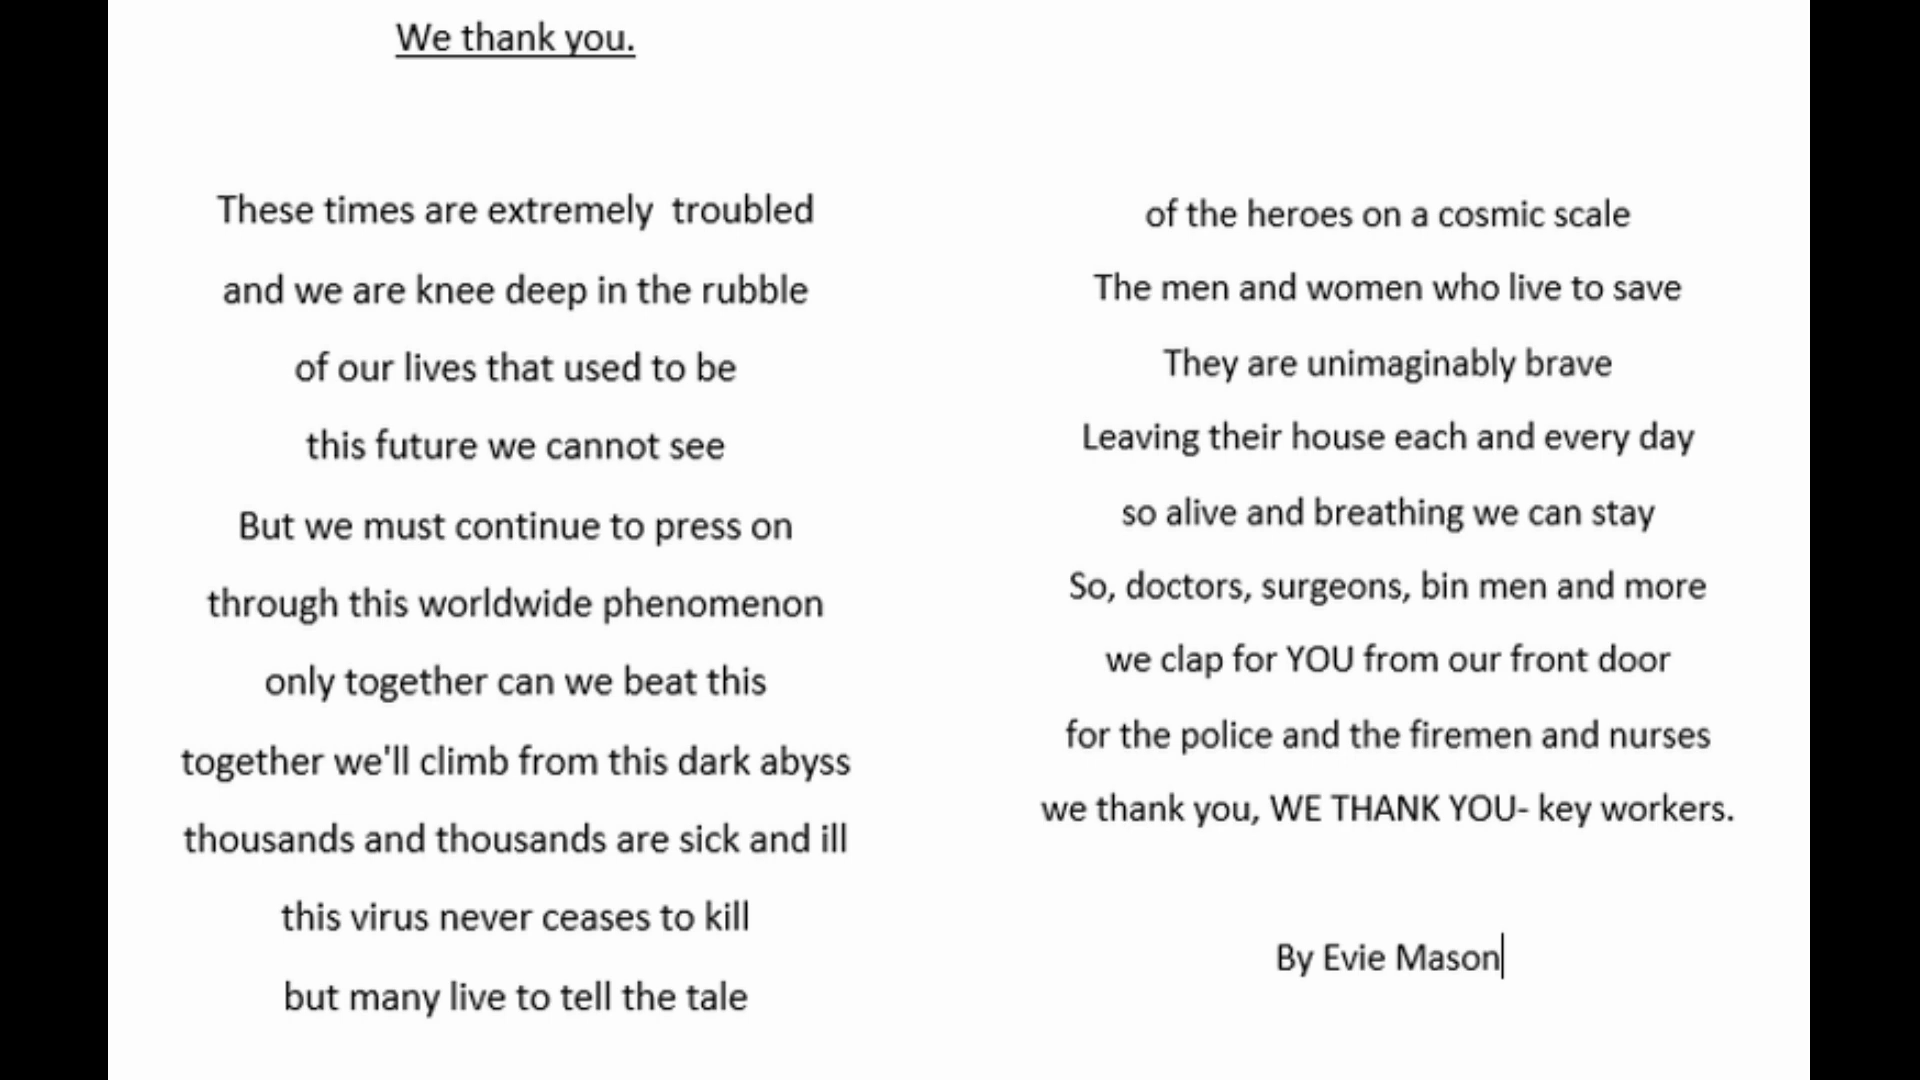 We thank you.
These times are extremely  troubled
and we are knee deep in the rubble
of our lives that used to be
this future we cannot see
But we must continue to press on
through this worldwide phenomenon
only together can we beat this
together we'll climb from this dark abyss
thousands and thousands are sick and ill
this virus never ceases to kill
but many live to tell the tale
of the heroes on a cosmic scale
The men and women who live to save
They are unimaginably brave
Leaving their house each and every day
so alive and breathing we can stay
So, doctors, surgeons, bin men and more
we clap for YOU from our front door
for the police and the firemen and nurses
we thank you, WE THANK YOU- key workers.
By Evie Mason